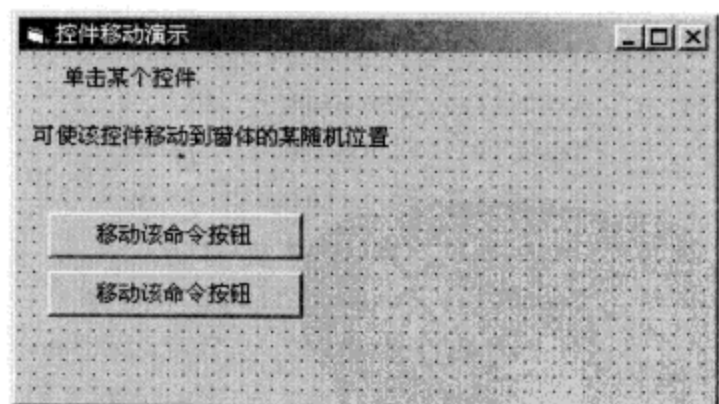 控件移动演示
单击某个控件
可使该控件移动到窗体的某随机位置
移动该命令按钮
移动该命令按钮